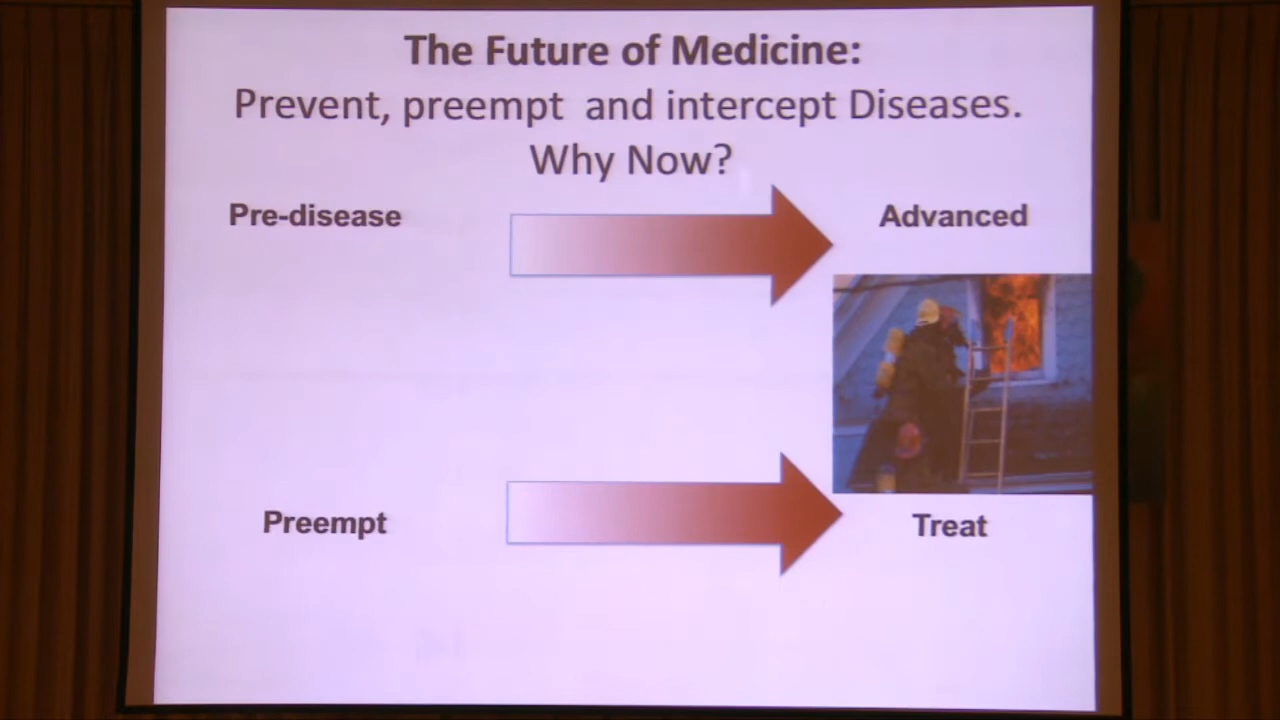 The Future of Medicine:
Prevent, preempt and intercept Diseases.
Why Now?
Pre-disease
Advanced
Preempt
Treat